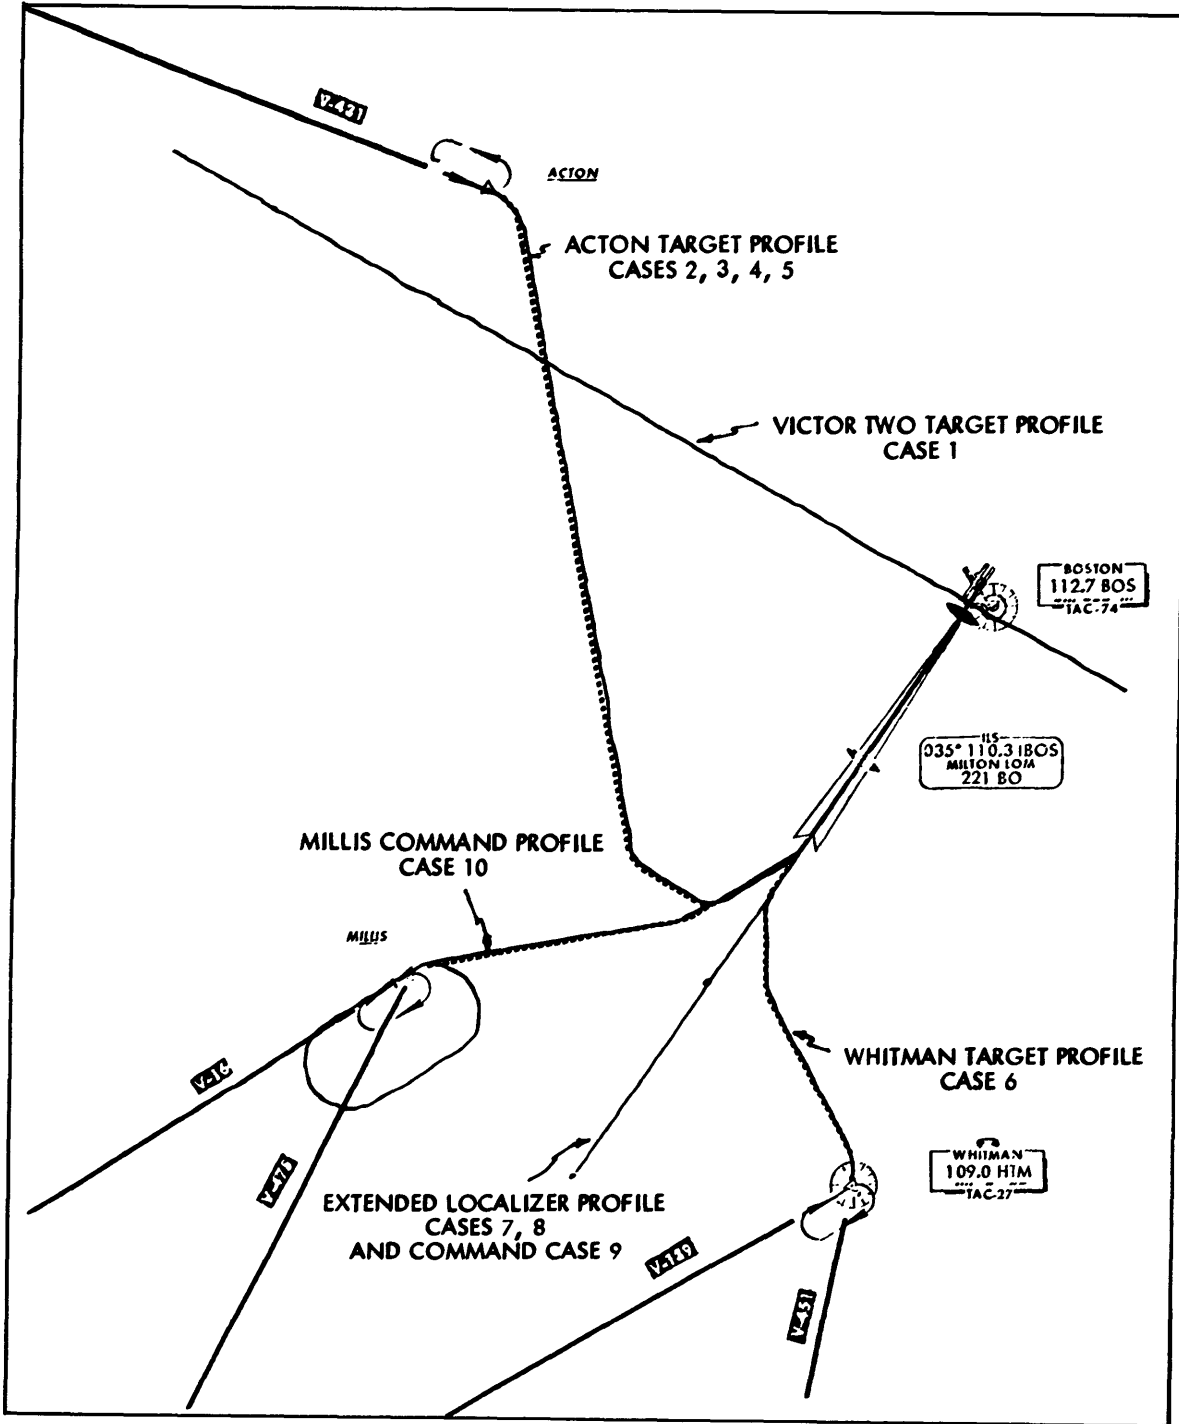 V-431
ACTON
ACTON TARGET PROFILE
CASES 2, 3, 4, 5
VICTOR TWO TARGET PROFILE
CASE 1
BOSTON
112.7 BOS
TAC-74
ILS
035° 110.3 IBOS
MILTON LOM
221 BO
MILLIS COMMAND PROFILE
CASE 10
MILLIS
V-16
WHITMAN TARGET PROFILE
CASE 6
WHITMAN
109.0 HTM
TAC-27
V-475
EXTENDED LOCALIZER PROFILE
CASES 7, 8
AND COMMAND CASE 9
V-139
V-451